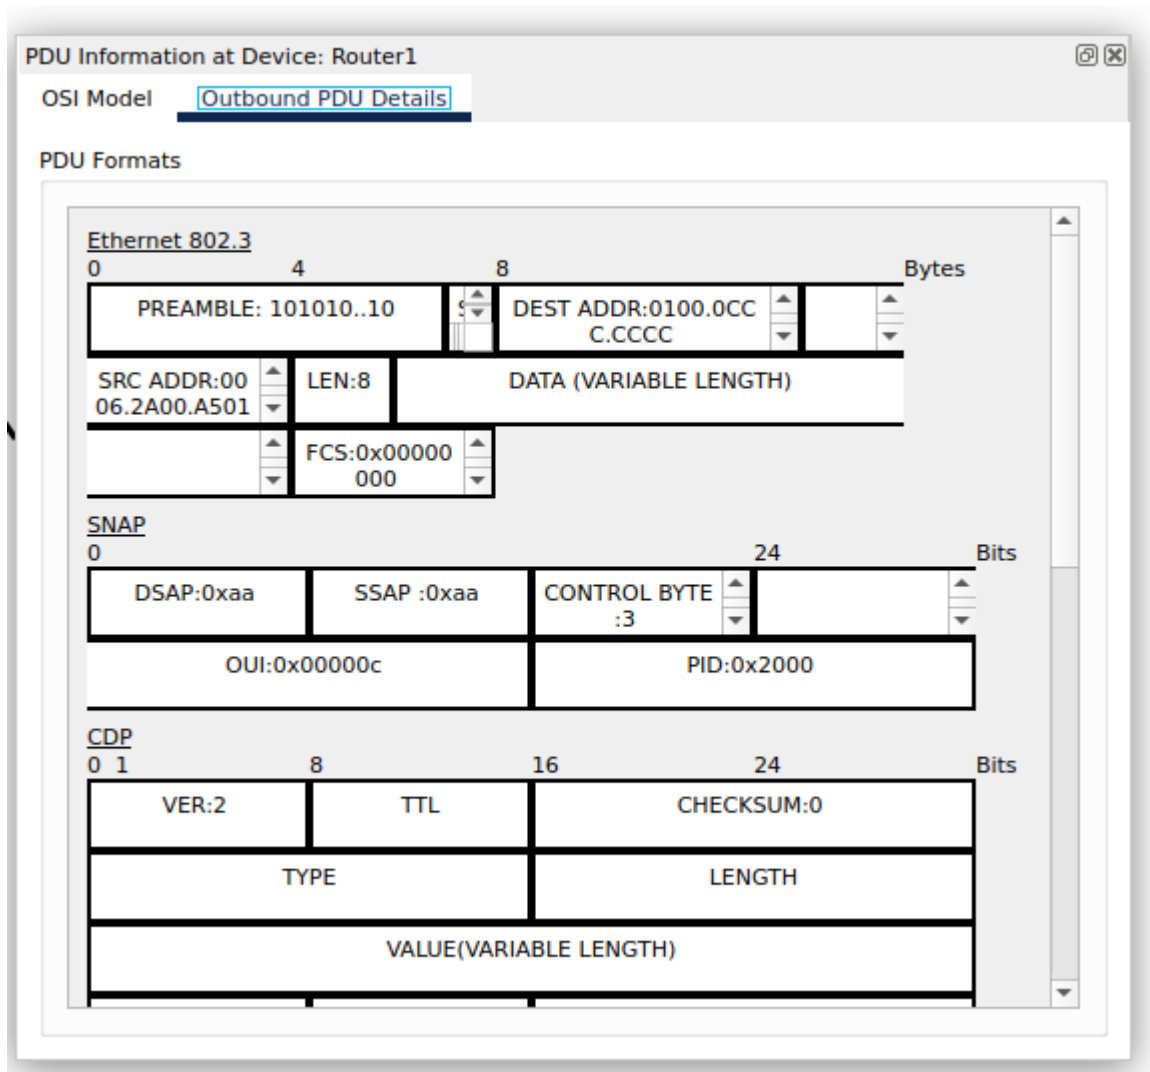 PDU Information at Device: Router1
OSI Model Outbound PDU Details
PDU Formats
Ethernet 802.3
0 4 8 Bytes
PREAMBLE: 101010..10 DEST ADDR:0100.0CC
C.CCCC
SRC ADDR:00 LEN:8 DATA (VARIABLE LENGTH)
06.2A00.A501
FCS:0x00000
000
SNAP
0 24 Bits
DSAP:0xaa SSAP :0xaa CONTROL BYTE
:3
OUI:0x00000c PID:0x2000
CDP
0 1 8 16 24 Bits
VER:2 TTL CHECKSUM:0
TYPE LENGTH
VALUE(VARIABLE LENGTH)